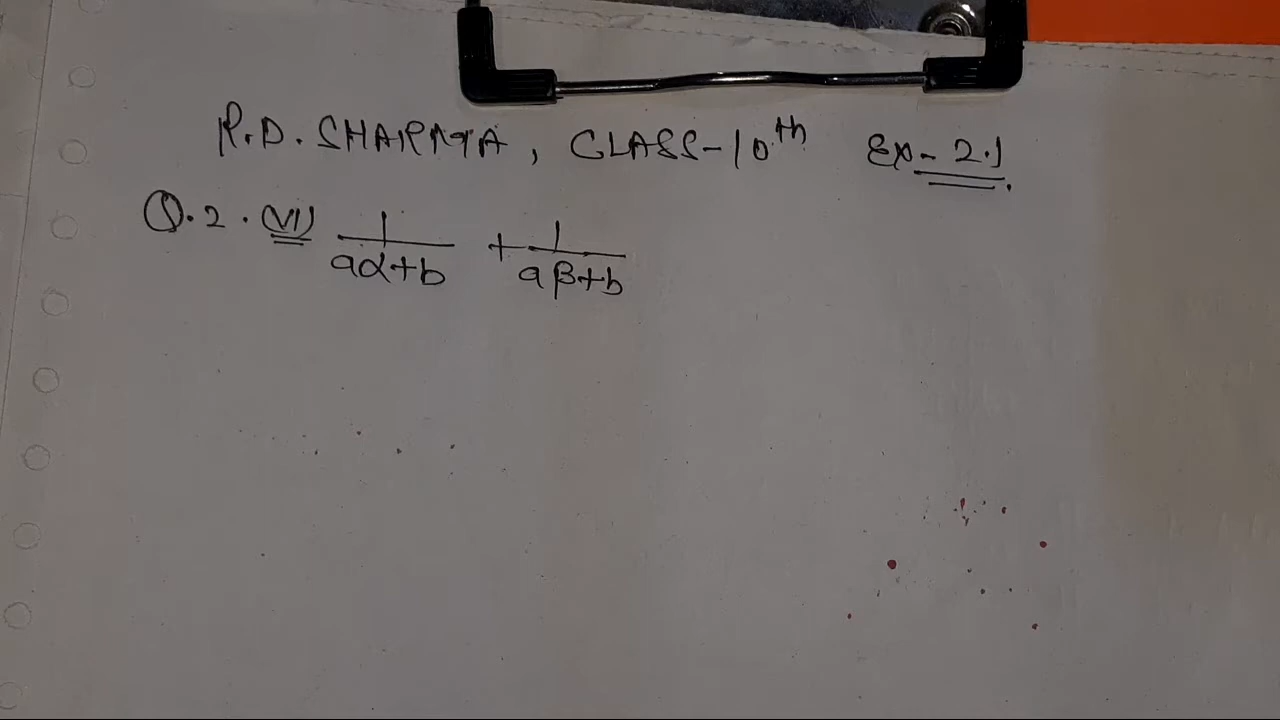 R.D. SHARMA, CLASS-10th Ex- 2.1
Q.2. (VI) 1/(aα+b) + 1/(aβ+b)